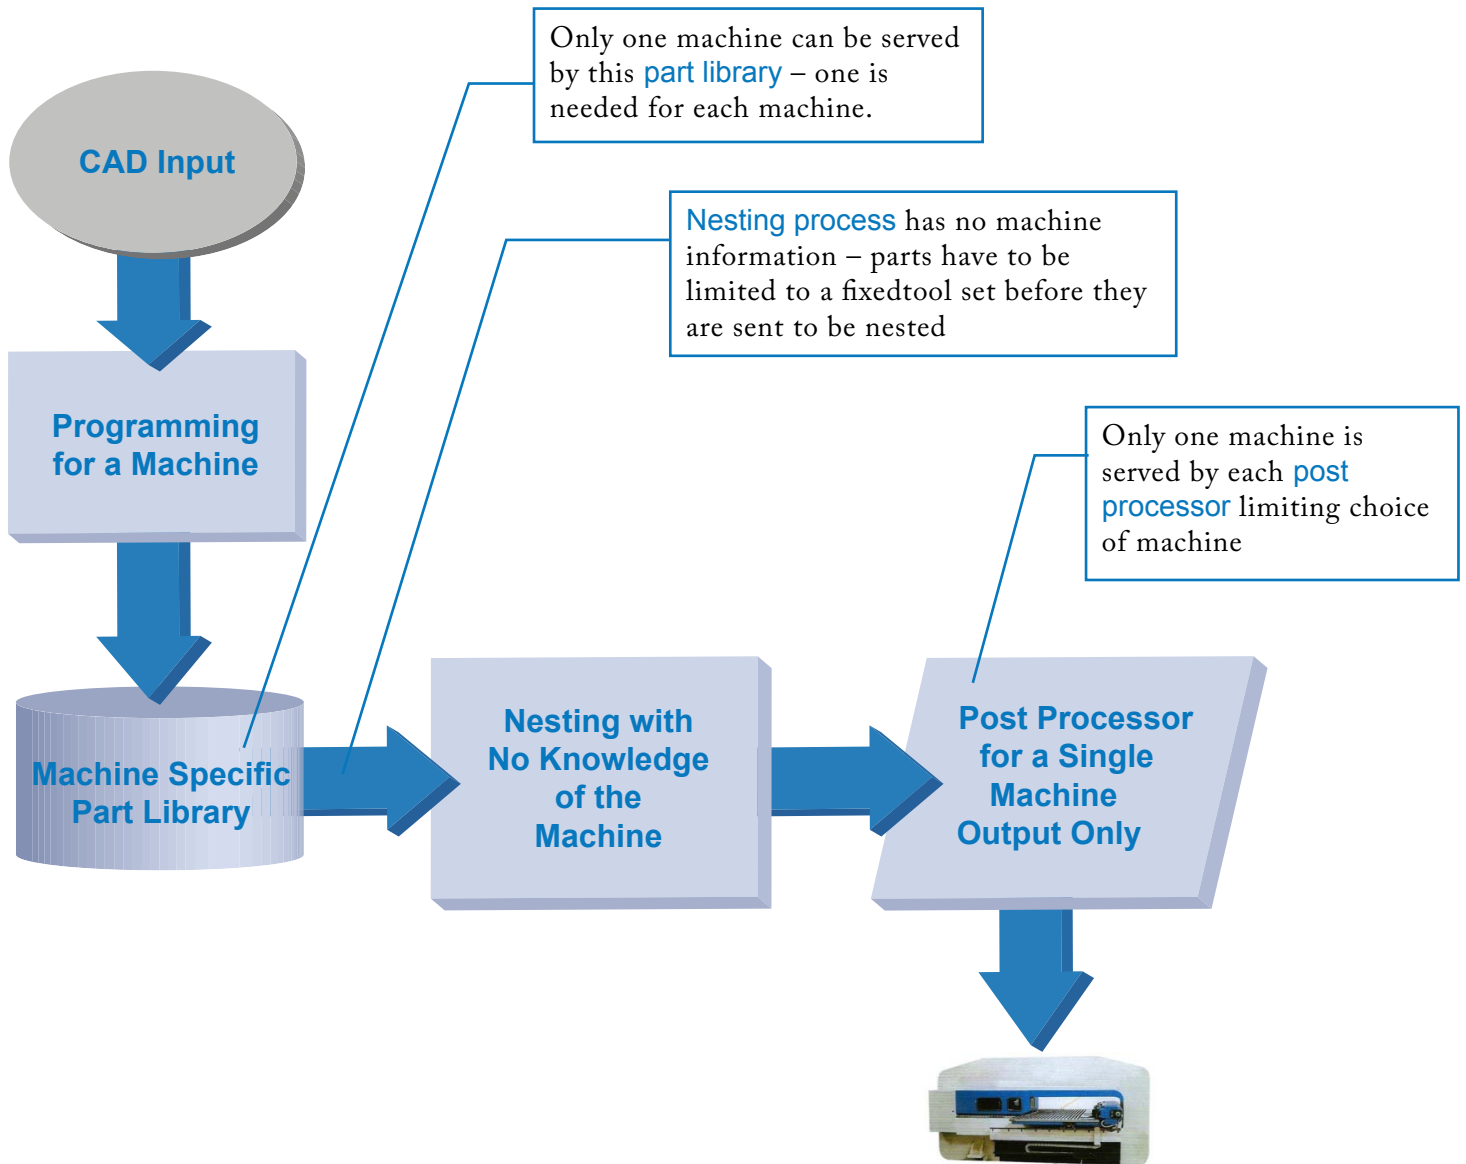 Only one machine can be served
by this part library – one is
needed for each machine.
CAD Input
Nesting process has no machine
information – parts have to be
limited to a fixedtool set before they
are sent to be nested
Programming
for a Machine
Only one machine is
served by each post
processor limiting choice
of machine
Machine Specific
Part Library
Nesting with
No Knowledge
of the
Machine
Post Processor
for a Single
Machine
Output Only